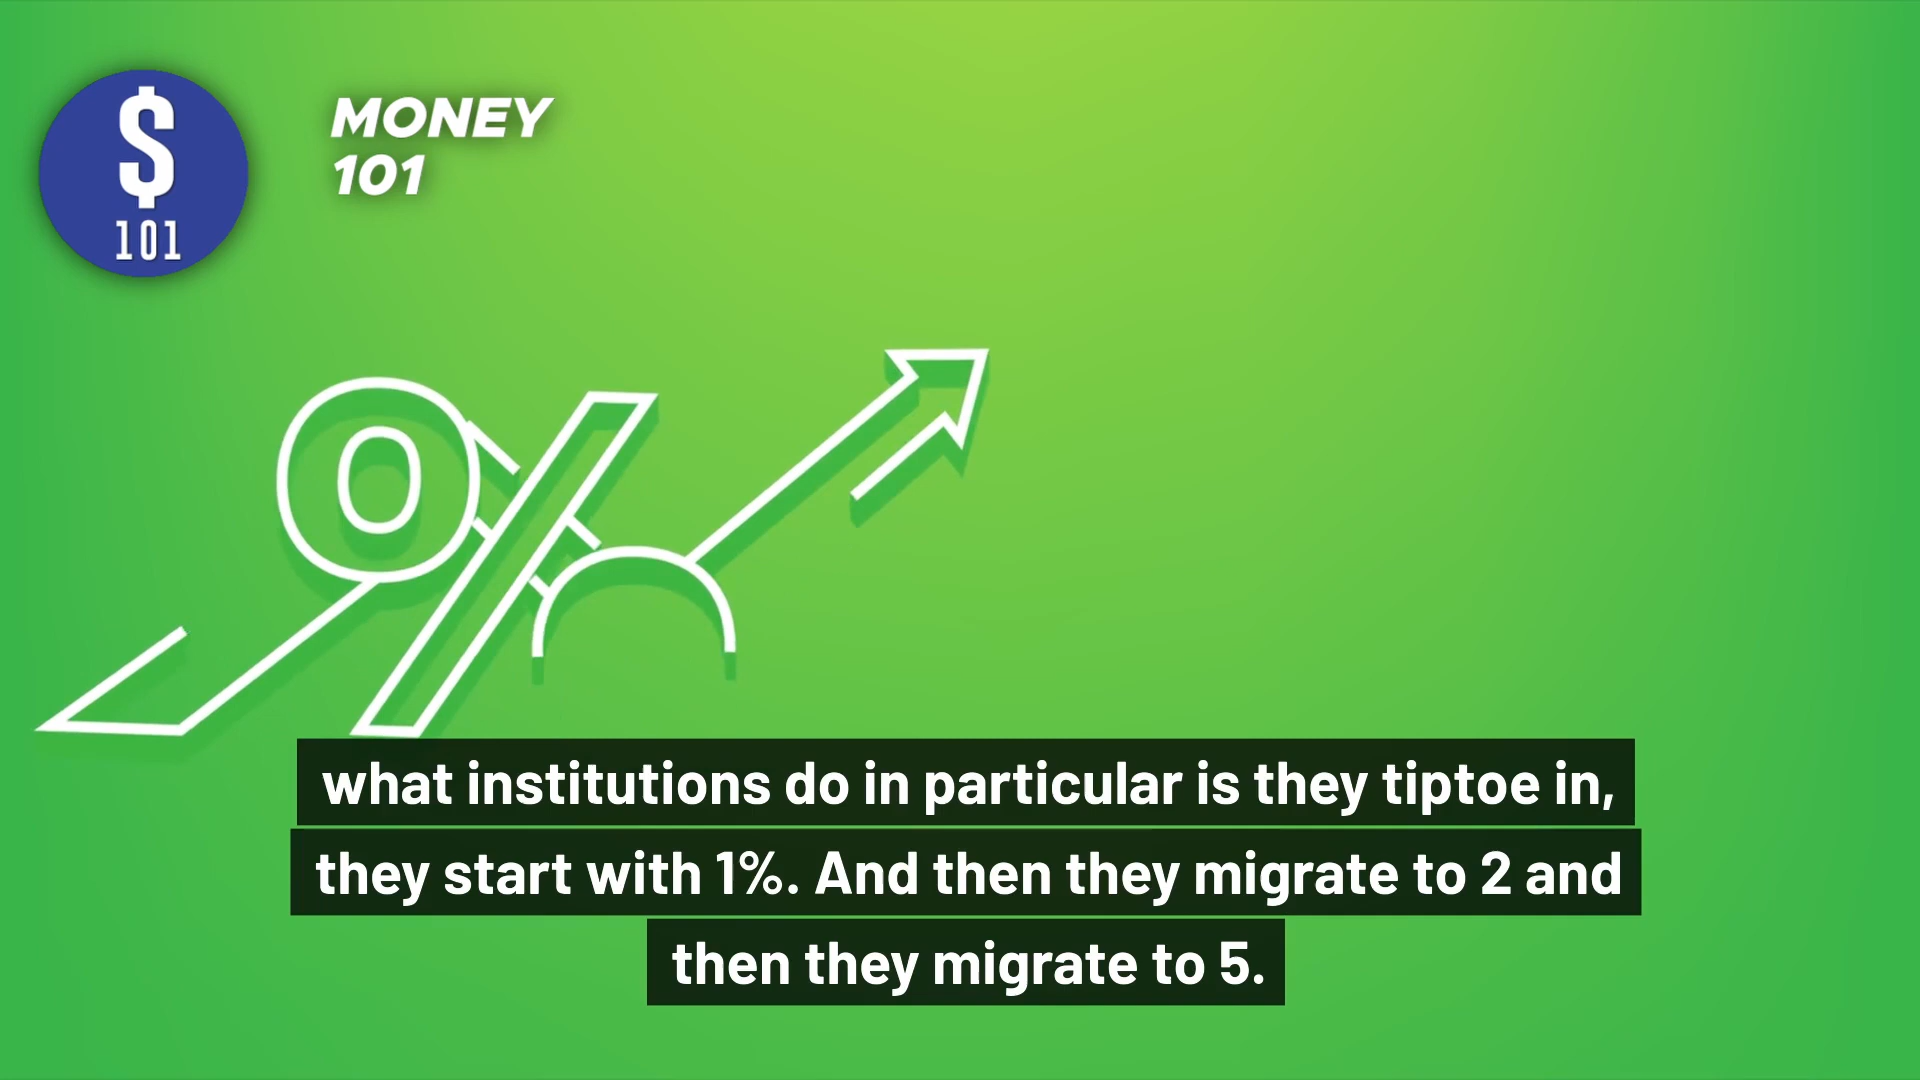 $
101
MONEY
101
%
what institutions do in particular is they tiptoe in,
they start with 1%. And then they migrate to 2 and
then they migrate to 5.